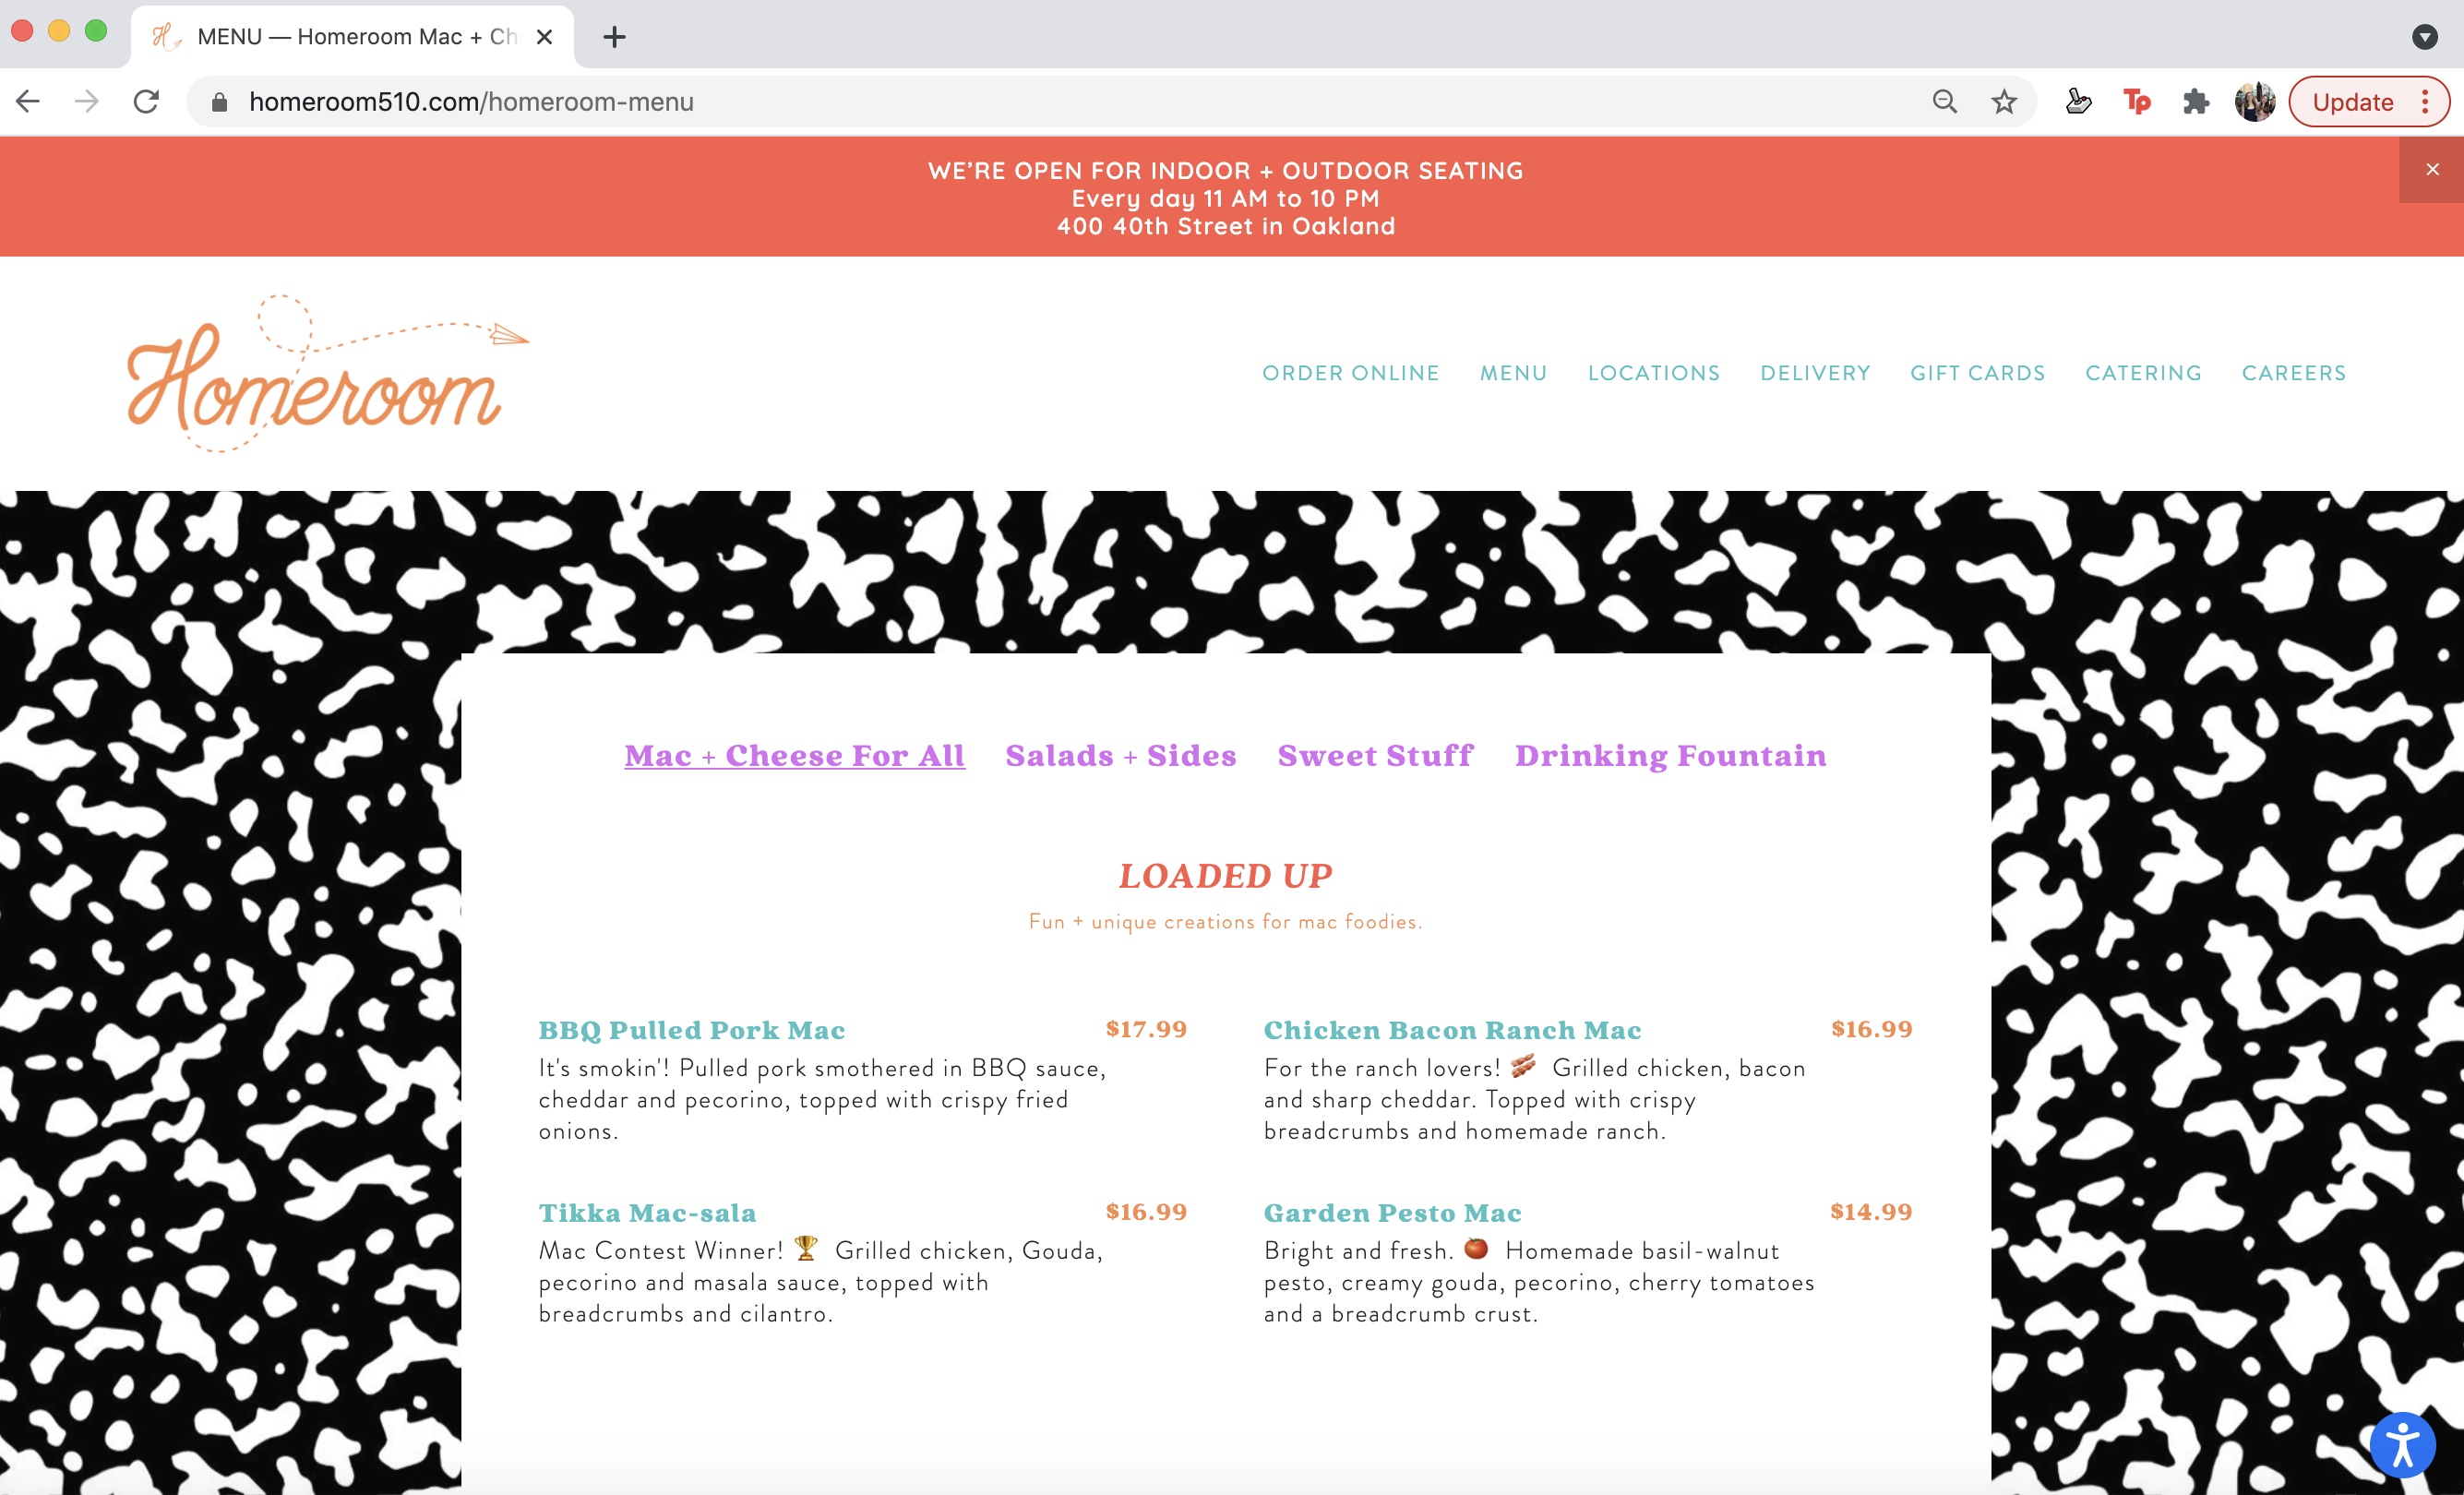 MENU — Homeroom Mac + Ch
homeroom510.com/homeroom-menu
Tp
Update
WE’RE OPEN FOR INDOOR + OUTDOOR SEATING
Every day 11 AM to 10 PM
400 40th Street in Oakland
Homeroom
ORDER ONLINE MENU LOCATIONS DELIVERY GIFT CARDS CATERING CAREERS
Mac + Cheese For All Salads + Sides Sweet Stuff Drinking Fountain
LOADED UP
Fun + unique creations for mac foodies.
BBQ Pulled Pork Mac $17.99
It's smokin'! Pulled pork smothered in BBQ sauce,
cheddar and pecorino, topped with crispy fried
onions.
Chicken Bacon Ranch Mac $16.99
For the ranch lovers! 🥓 Grilled chicken, bacon
and sharp cheddar. Topped with crispy
breadcrumbs and homemade ranch.
Tikka Mac-sala $16.99
Mac Contest Winner! 🏆 Grilled chicken, Gouda,
pecorino and masala sauce, topped with
breadcrumbs and cilantro.
Garden Pesto Mac $14.99
Bright and fresh. 🍅 Homemade basil-walnut
pesto, creamy gouda, pecorino, cherry tomatoes
and a breadcrumb crust.